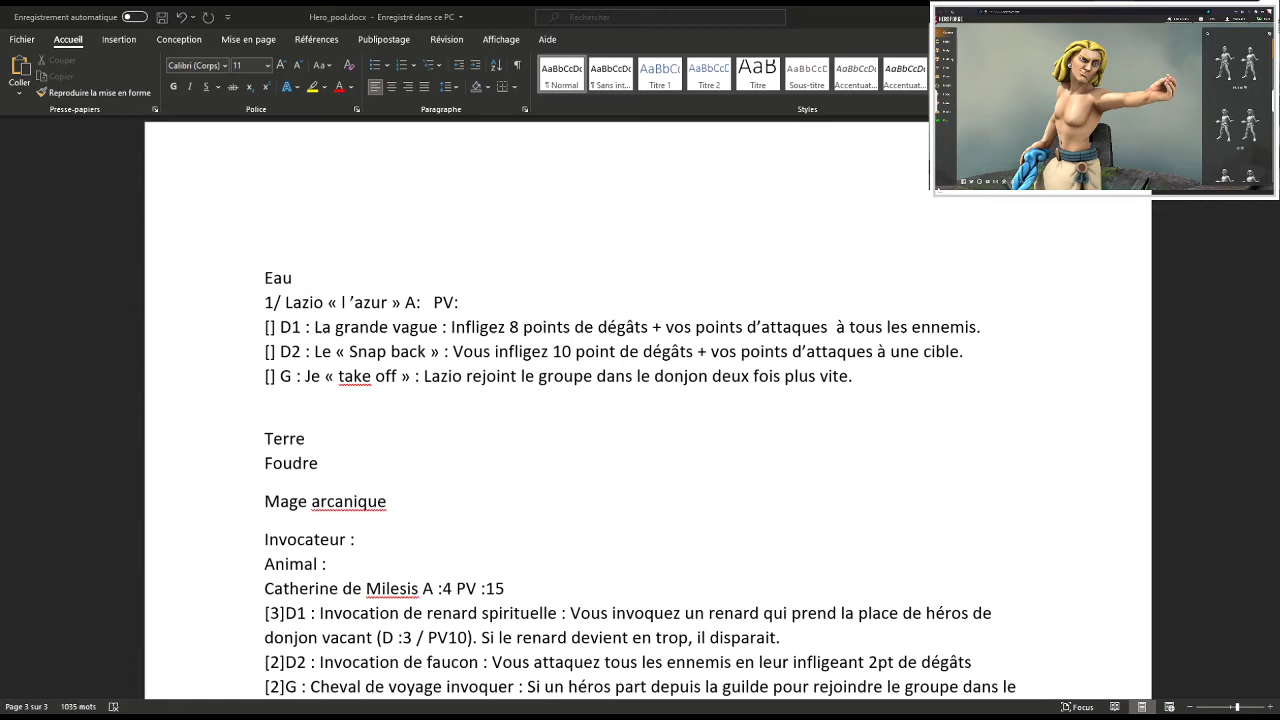 Enregistrement automatique
Hero_pool.docx - Enregistré dans ce PC
Rechercher
Fichier Accueil Insertion Conception Mise en page Références Publipostage Révision Affichage Aide
Coller
Couper
Copier
Reproduire la mise en forme
Presse-papiers
Calibri (Corps) 11
Police
Paragraphe
AaBbCcDc ¶ Normal
AaBbCcDc ¶ Sans int...
AaBbCc Titre 1
AaBbCcC Titre 2
AaB Titre
AaBbCcD Sous-titre
AaBbCcDc Accentuat...
AaBbCcDc Accentuat...
Styles
HEROFORGE
Eau
1/ Lazio « l ’azur » A: PV:
[] D1 : La grande vague : Infligez 8 points de dégâts + vos points d’attaques à tous les ennemis.
[] D2 : Le « Snap back » : Vous infligez 10 point de dégâts + vos points d’attaques à une cible.
[] G : Je « take off » : Lazio rejoint le groupe dans le donjon deux fois plus vite.
Terre
Foudre
Mage arcanique
Invocateur :
Animal :
Catherine de Milesis A :4 PV :15
[3]D1 : Invocation de renard spirituelle : Vous invoquez un renard qui prend la place de héros de
donjon vacant (D :3 / PV10). Si le renard devient en trop, il disparait.
[2]D2 : Invocation de faucon : Vous attaquez tous les ennemis en leur infligeant 2pt de dégâts
[2]G : Cheval de voyage invoquer : Si un héros part depuis la guilde pour rejoindre le groupe dans le
Page 3 sur 3 1035 mots
Focus